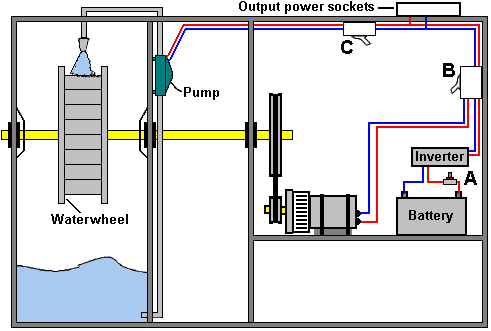 Output power sockets
C
B
Pump
Inverter
A
Waterwheel
Battery